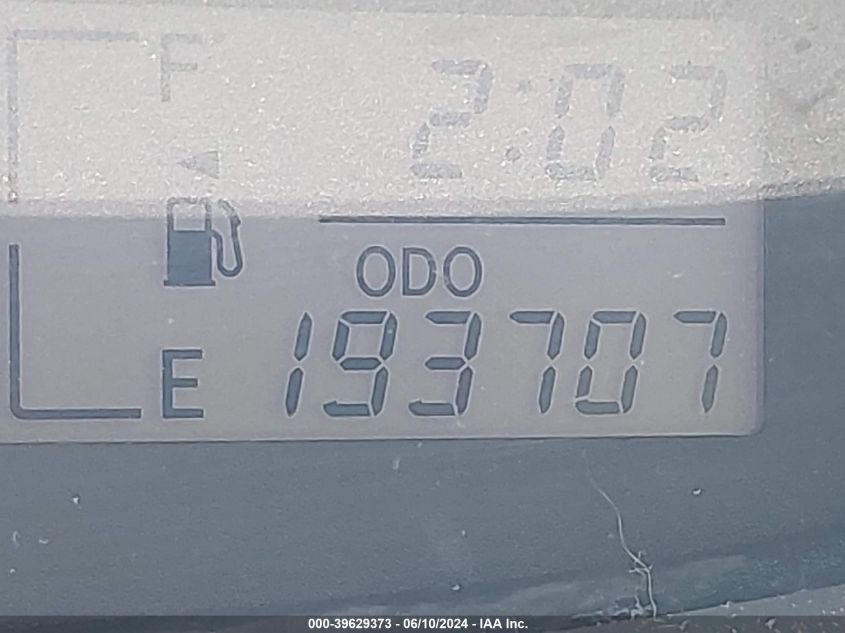 F
2:02
ODO
E 193707
000-39629373 - 06/10/2024 - IAA Inc.